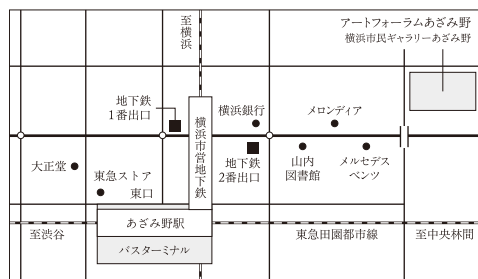 至横浜
アートフォーラムあざみ野
横浜市民ギャラリーあざみ野
地下鉄
1番出口
横浜市営地下鉄
横浜銀行
メロンディア
地下鉄
2番出口
山内
図書館
メルセデス
ベンツ
大正堂
東急ストア
東口
あざみ野駅
バスターミナル
至渋谷
東急田園都市線
至中央林間